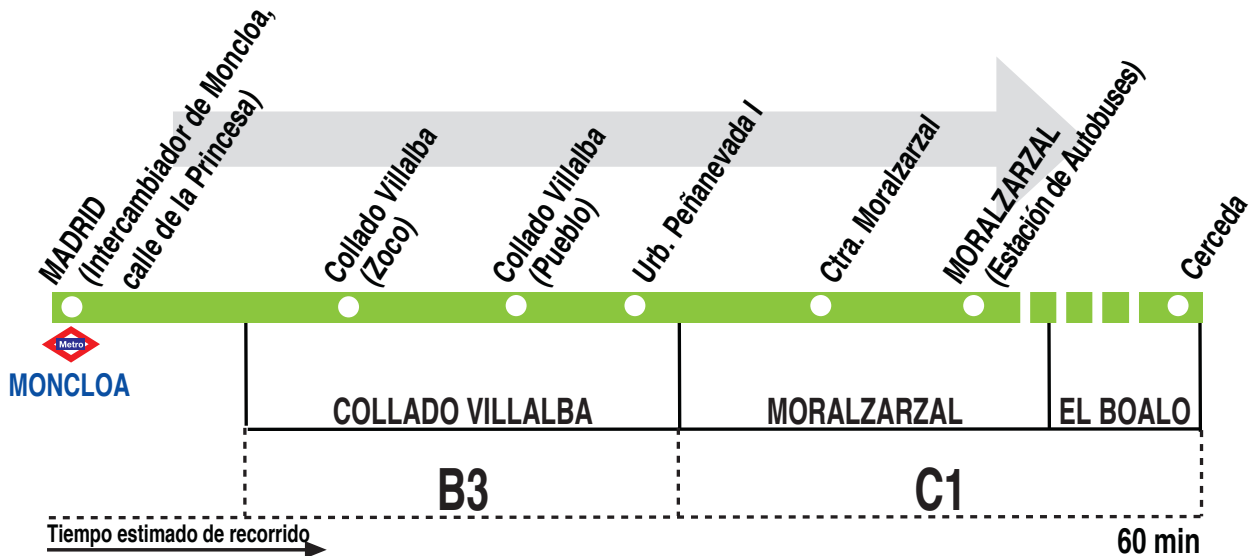 MADRID
(Intercambiador de Moncloa,
calle de la Princesa)
Collado Villalba
(Zoco)
Collado Villalba
(Pueblo)
Urb. Peñanevada I
Ctra. Moralzarzal
MORALZARZAL
(Estación de Autobuses)
Cerceda
Metro
MONCLOA
COLLADO VILLALBA
MORALZARZAL
EL BOALO
B3
C1
Tiempo estimado de recorrido
60 min